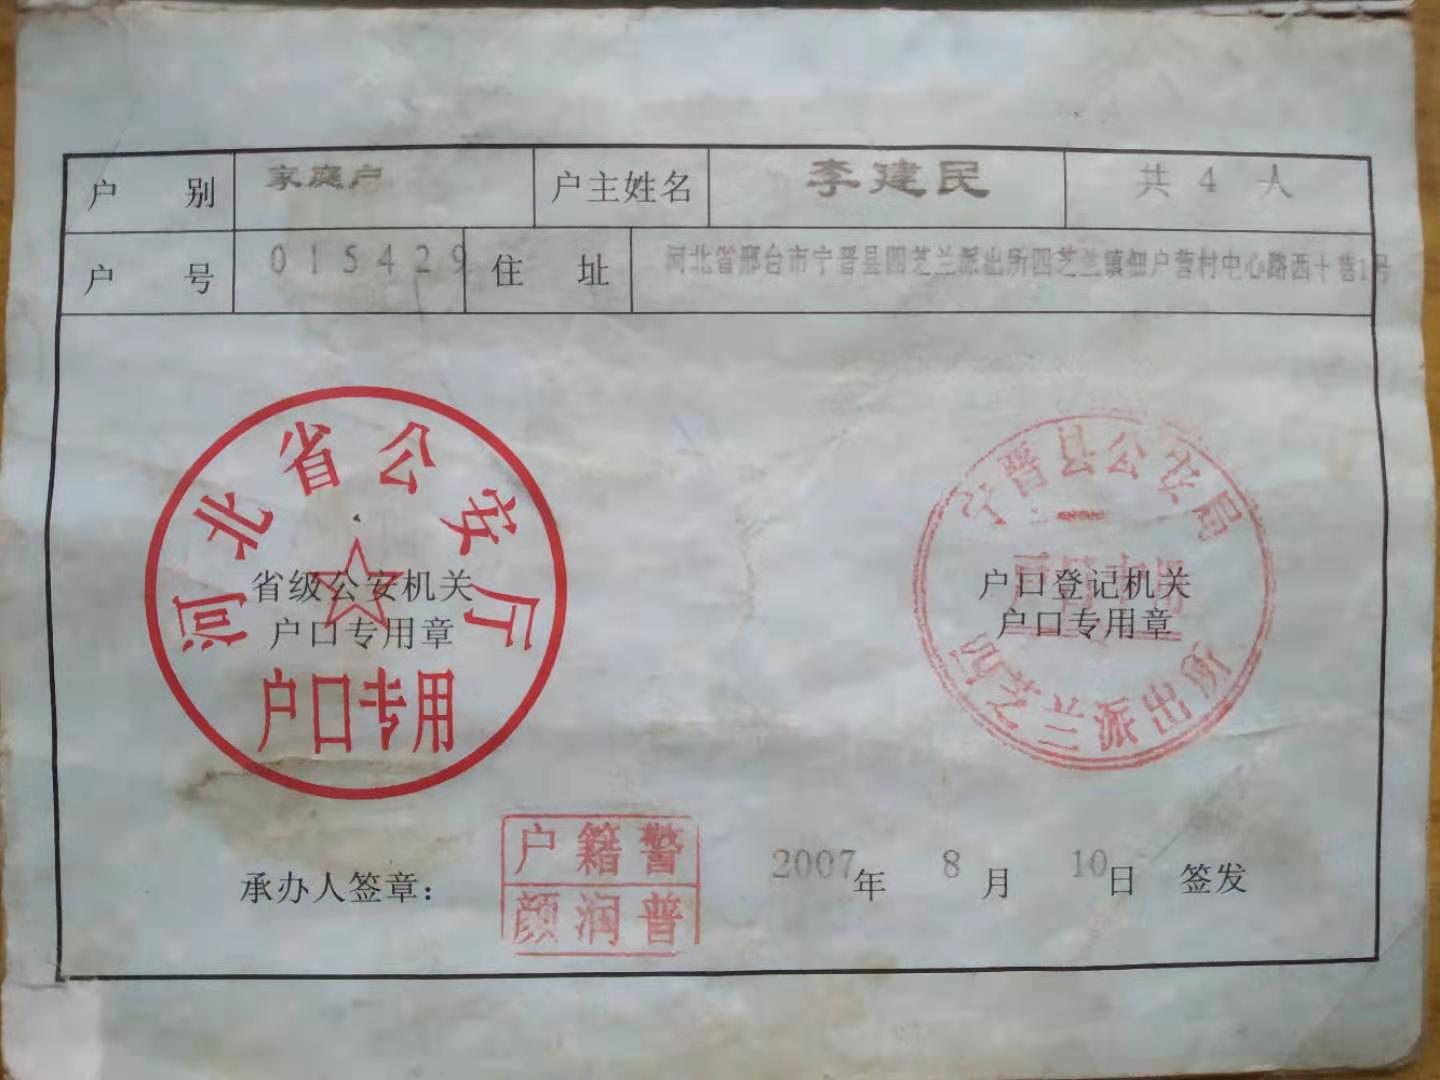 户 别 家庭户 户主姓名 李建民 共 4 人
户 号 015429 住 址 河北省邢台市宁晋县四芝兰派出所四芝兰镇佃户营村中心路西十巷1号
河北省公安厅
省级公安机关
户口专用章
户口专用
宁晋县公安局
户口登记机关
户口专用章
四芝兰派出所
承办人签章：
户籍警
颜润普
2007年 8月 10日 签发